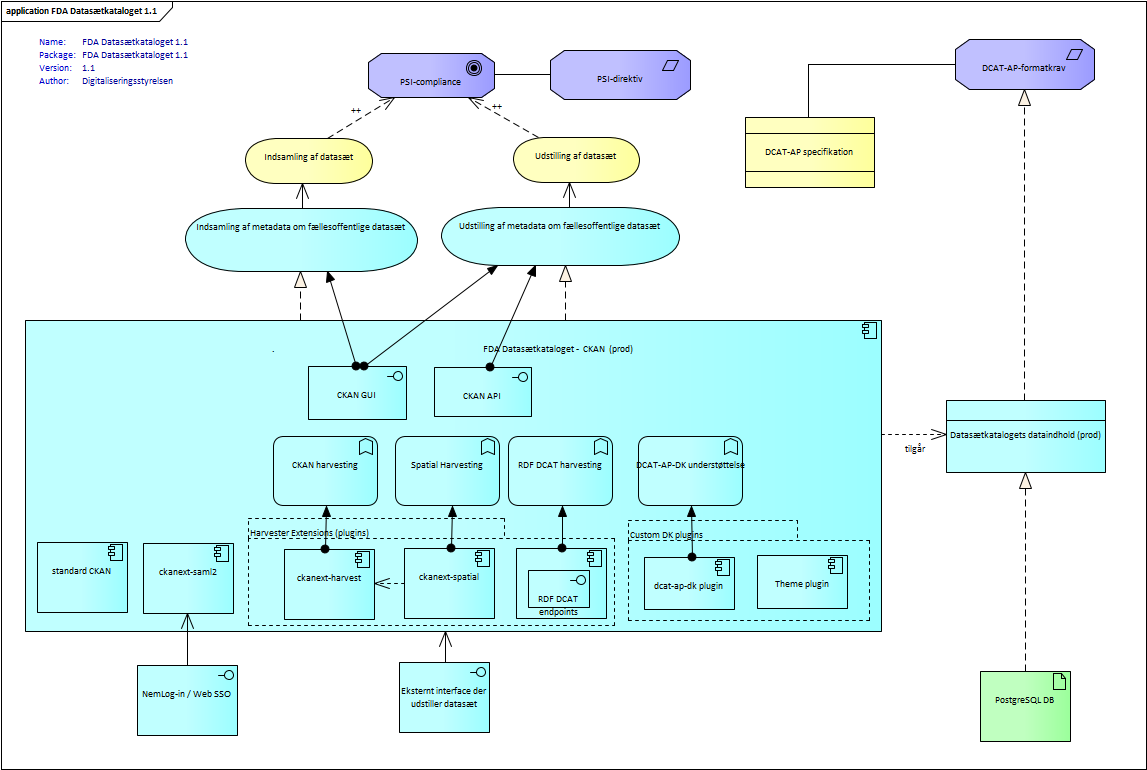 application FDA Datasætkataloget 1.1
Name: FDA Datasætkataloget 1.1
Package: FDA Datasætkataloget 1.1
Version: 1.1
Author: Digitaliseringsstyrelsen
PSI-compliance
PSI-direktiv
DCAT-AP-formatkrav
++
++
Indsamling af datasæt
Udstilling af datasæt
DCAT-AP specifikation
Indsamling af metadata om fællesoffentlige datasæt
Udstilling af metadata om fællesoffentlige datasæt
FDA Datasætkataloget - CKAN (prod)
.
CKAN GUI
CKAN API
Datasætkatalogets dataindhold (prod)
tilgår
CKAN harvesting
Spatial Harvesting
RDF DCAT harvesting
DCAT-AP-DK understøttelse
Harvester Extensions (plugins)
Custom DK plugins
standard CKAN
ckanext-saml2
ckanext-harvest
ckanext-spatial
RDF DCAT
endpoints
dcat-ap-dk plugin
Theme plugin
NemLog-in / Web SSO
Eksternt interface der
udstiller datasæt
PostgreSQL DB